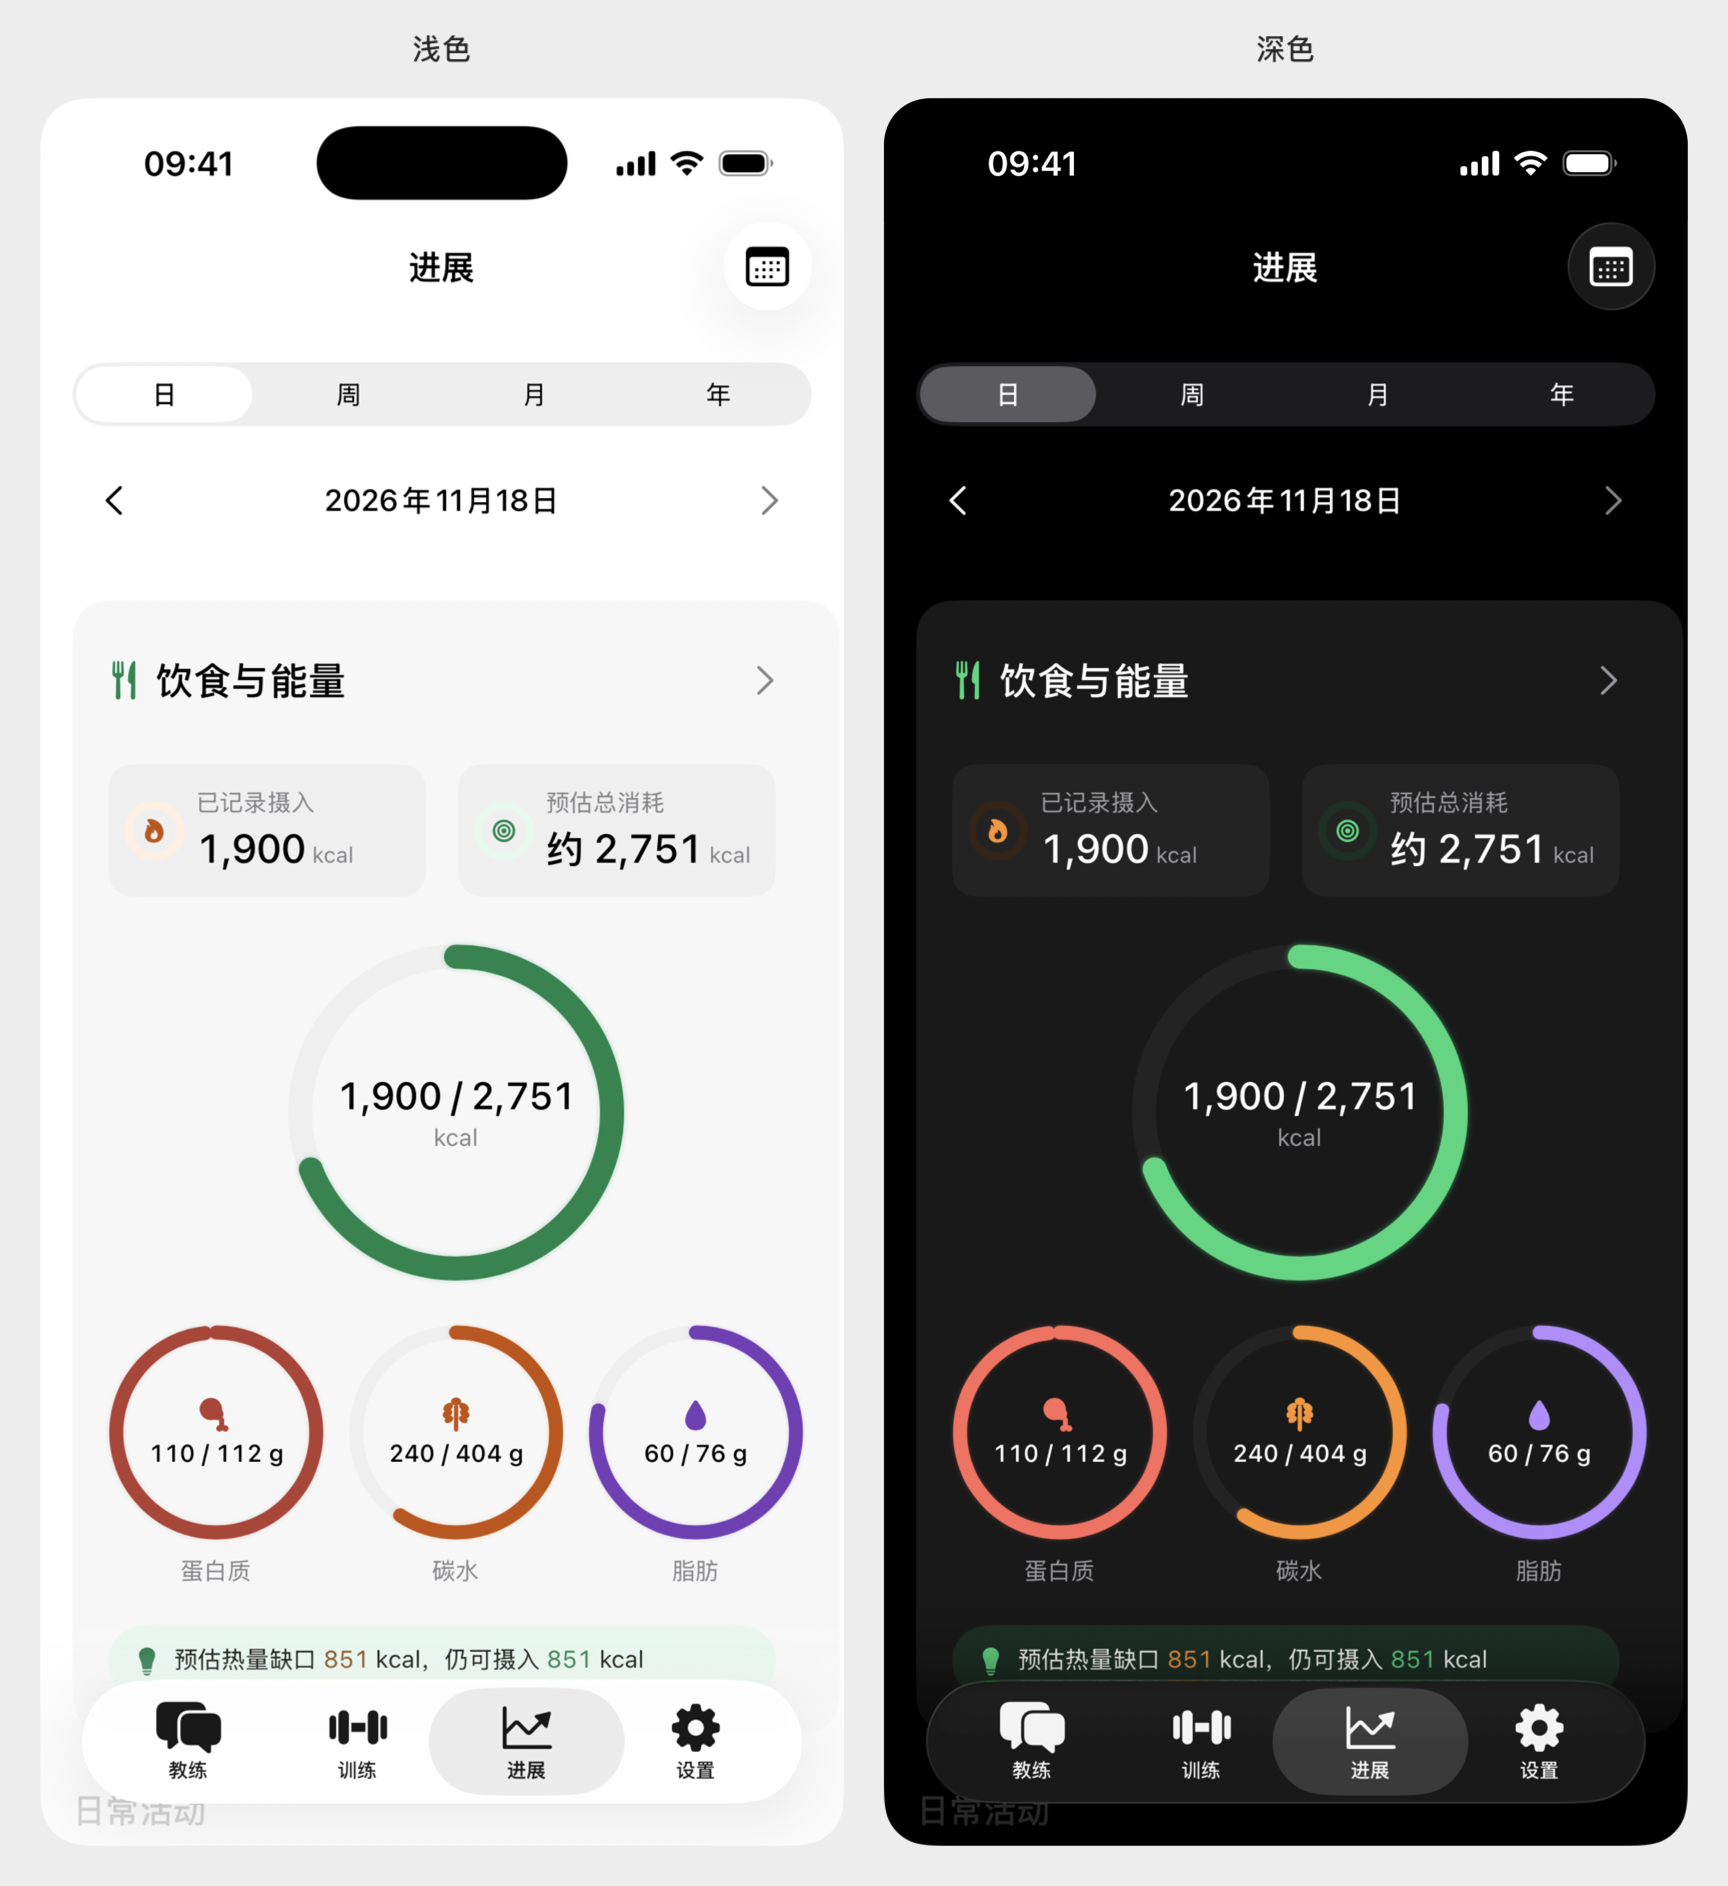 浅色
09:41
进展
日 周 月 年
2026年11月18日
饮食与能量
已记录摄入
1,900 kcal
预估总消耗
约 2,751 kcal
1,900 / 2,751
kcal
110 / 112 g
240 / 404 g
60 / 76 g
蛋白质
碳水
脂肪
预估热量缺口 851 kcal，仍可摄入 851 kcal
教练
训练
进展
设置
日常活动
深色
09:41
进展
日 周 月 年
2026年11月18日
饮食与能量
已记录摄入
1,900 kcal
预估总消耗
约 2,751 kcal
1,900 / 2,751
kcal
110 / 112 g
240 / 404 g
60 / 76 g
蛋白质
碳水
脂肪
预估热量缺口 851 kcal，仍可摄入 851 kcal
教练
训练
进展
设置
日常活动